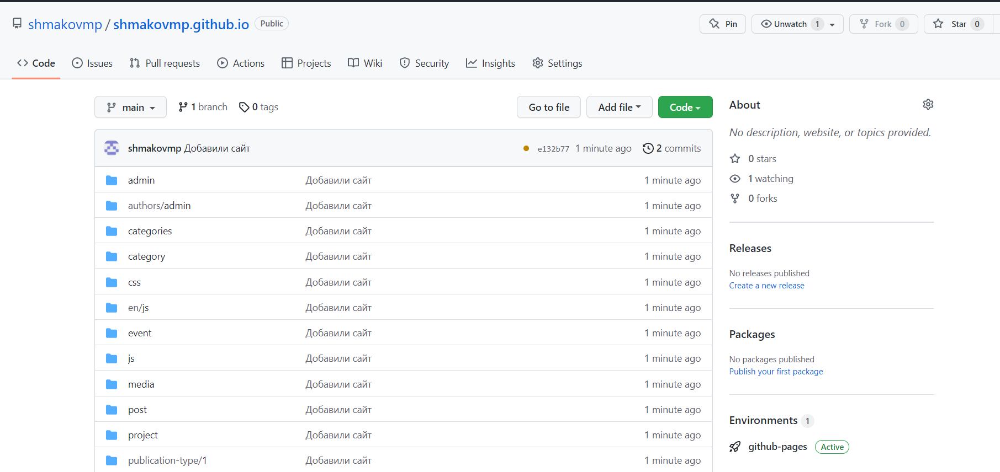 shmakovmp / shmakovmp.github.io Public Pin Unwatch 1 Fork 0 Star 0
Code Issues Pull requests Actions Projects Wiki Security Insights Settings
main 1 branch 0 tags Go to file Add file Code
shmakovmp Добавили сайт e132b77 1 minute ago 2 commits
admin Добавили сайт 1 minute ago
authors/admin Добавили сайт 1 minute ago
categories Добавили сайт 1 minute ago
category Добавили сайт 1 minute ago
css Добавили сайт 1 minute ago
en/js Добавили сайт 1 minute ago
event Добавили сайт 1 minute ago
js Добавили сайт 1 minute ago
media Добавили сайт 1 minute ago
post Добавили сайт 1 minute ago
project Добавили сайт 1 minute ago
publication-type/1 Добавили сайт 1 minute ago
About
No description, website, or topics provided.
0 stars
1 watching
0 forks
Releases
No releases published
Create a new release
Packages
No packages published
Publish your first package
Environments 1
github-pages Active